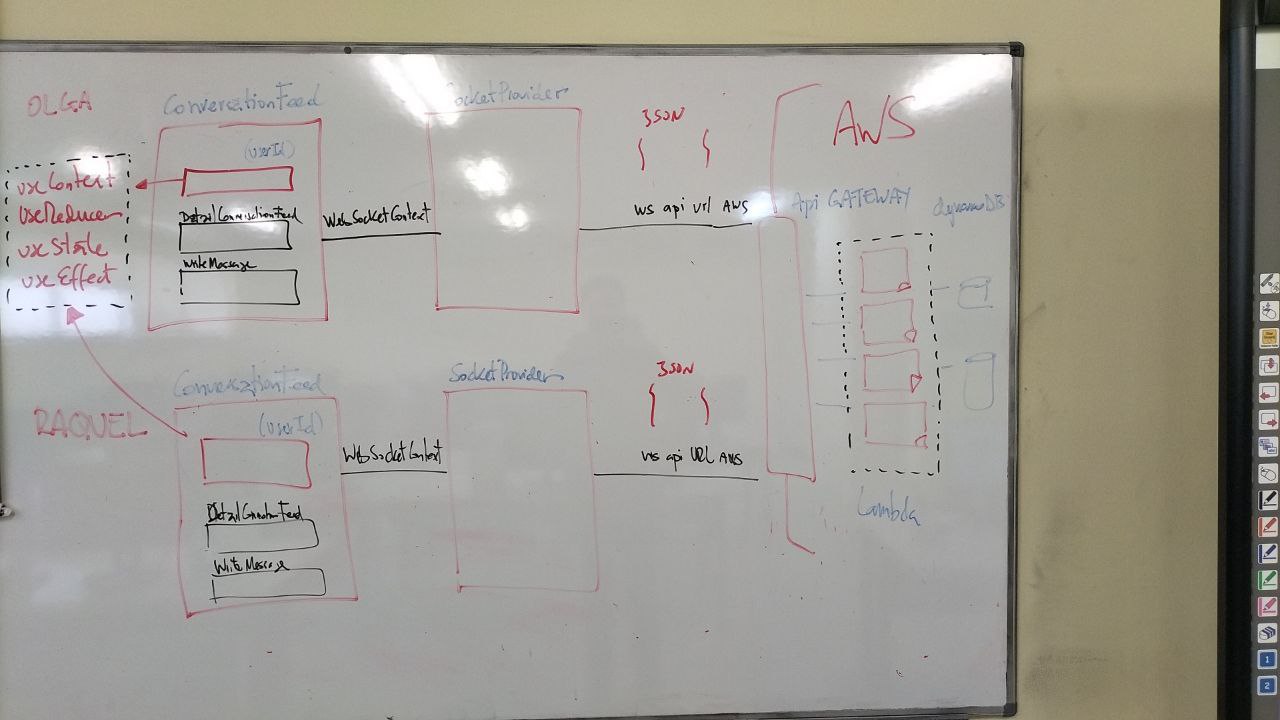 OLGA
ConversationFeed
SocketProvider
JSON
{ }
AWS
(userId)
useContext
useReducer
useState
useEffect
DetailConversationFeed
WriteMessage
WebSocketContext
ws api url AWS
Api GATEWAY
dynamoDB
RAQUEL
ConversationFeed
SocketProvider
JSON
{ }
(userId)
WebSocketContext
ws api URL AWS
WriteMessage
Lambda
1
2